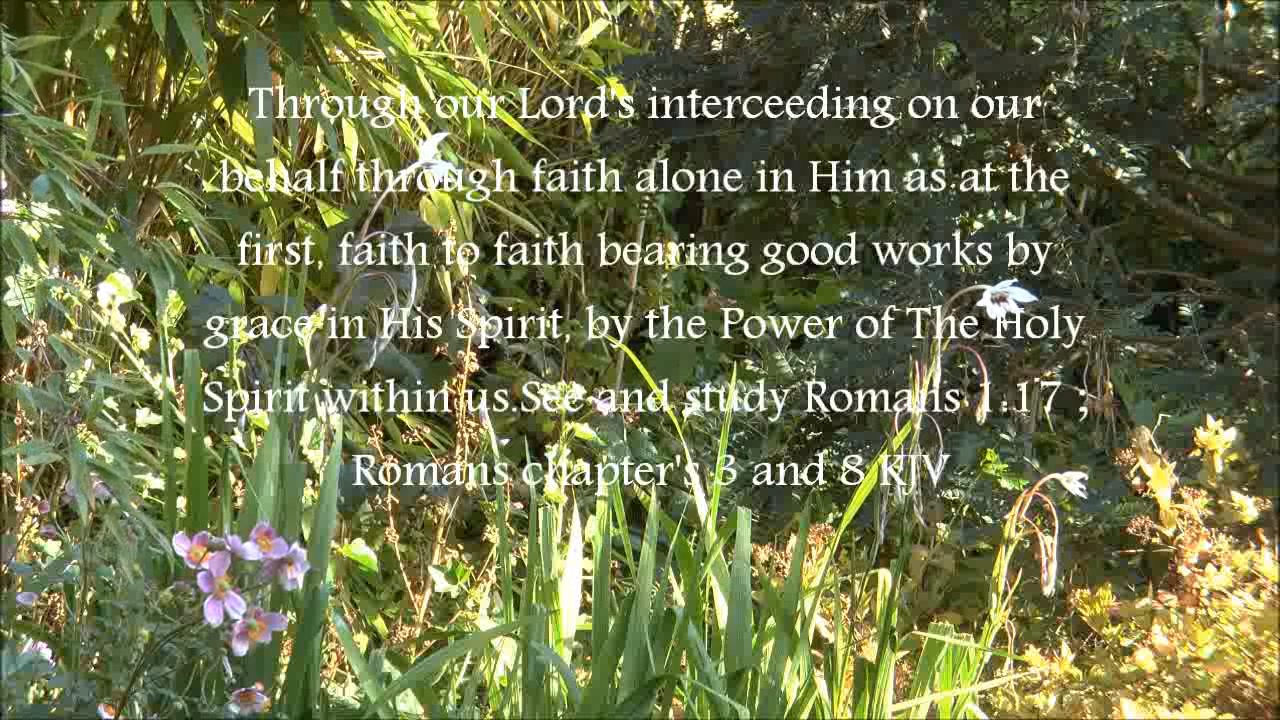 Through our Lord's interceeding on our
behalf through faith alone in Him as at the
first, faith to faith bearing good works by
grace in His Spirit, by the Power of The Holy
Spirit within us.See and study Romans 1:17 ;
Romans chapter's 3 and 8 KJV